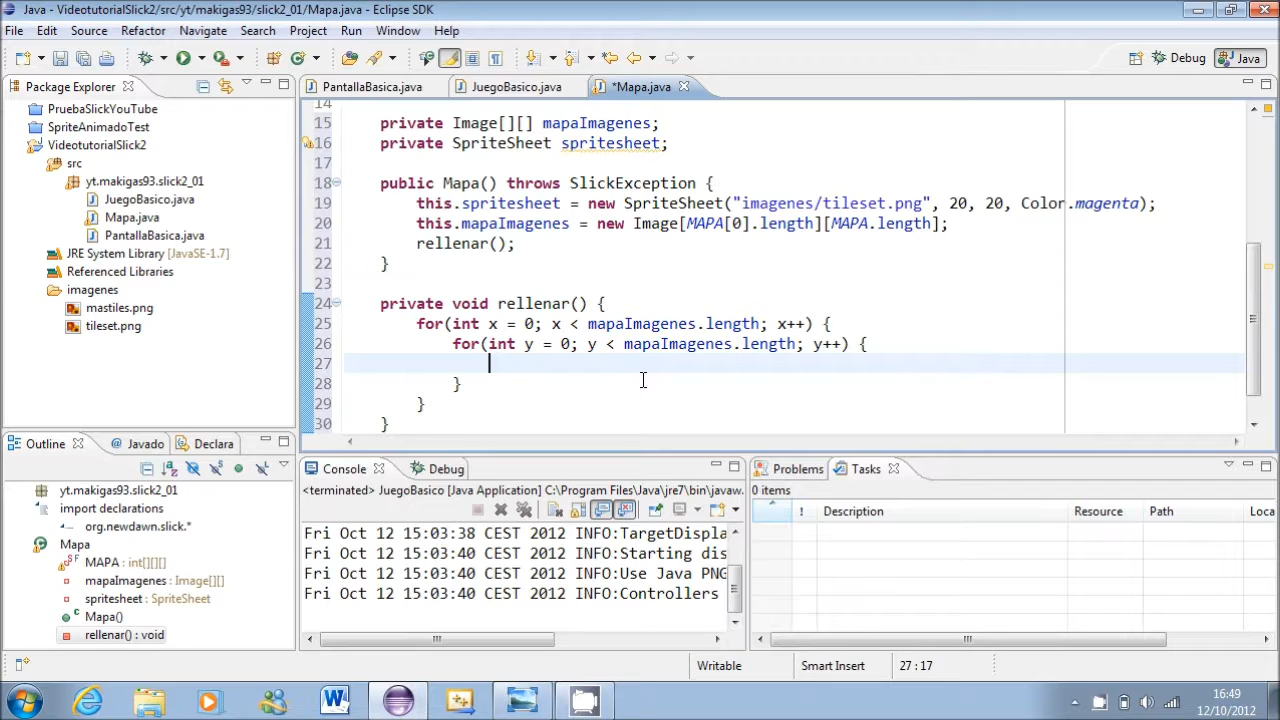 Java - VideotutorialSlick2/src/yt/makigas93/slick2_01/Mapa.java - Eclipse SDK
File Edit Source Refactor Navigate Search Project Run Window Help
Debug Java
Package Explorer
PruebaSlickYouTube
SpriteAnimadoTest
VideotutorialSlick2
src
yt.makigas93.slick2_01
JuegoBasico.java
Mapa.java
PantallaBasica.java
JRE System Library [JavaSE-1.7]
Referenced Libraries
imagenes
mastiles.png
tileset.png
PantallaBasica.java JuegoBasico.java *Mapa.java
14
15 private Image[][] mapaImagenes;
16 private SpriteSheet spritesheet;
17
18 public Mapa() throws SlickException {
19 this.spritesheet = new SpriteSheet("imagenes/tileset.png", 20, 20, Color.magenta);
20 this.mapaImagenes = new Image[MAPA[0].length][MAPA.length];
21 rellenar();
22 }
23
24 private void rellenar() {
25 for(int x = 0; x < mapaImagenes.length; x++) {
26 for(int y = 0; y < mapaImagenes.length; y++) {
27
28 }
29 }
30 }
Outline Javado Declara
yt.makigas93.slick2_01
import declarations
org.newdawn.slick.*
Mapa
MAPA : int[][][]
mapaImagenes : Image[][]
spritesheet : SpriteSheet
Mapa()
rellenar() : void
Console Debug
<terminated> JuegoBasico [Java Application] C:\Program Files\Java\jre7\bin\javaw.
Fri Oct 12 15:03:38 CEST 2012 INFO:TargetDispla
Fri Oct 12 15:03:40 CEST 2012 INFO:Starting dis
Fri Oct 12 15:03:40 CEST 2012 INFO:Use Java PNG
Fri Oct 12 15:03:40 CEST 2012 INFO:Controllers
Problems Tasks
0 items
! Description Resource Path Loca
Writable Smart Insert 27 : 17
16:49
12/10/2012